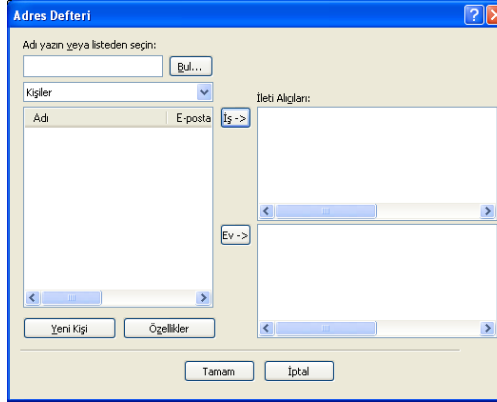 Adres Defteri
Adı yazın veya listeden seçin:
Bul...
Kişiler
İleti Alıcıları:
Adı E-posta
İş ->
Ev ->
Yeni Kişi
Özellikler
Tamam
İptal